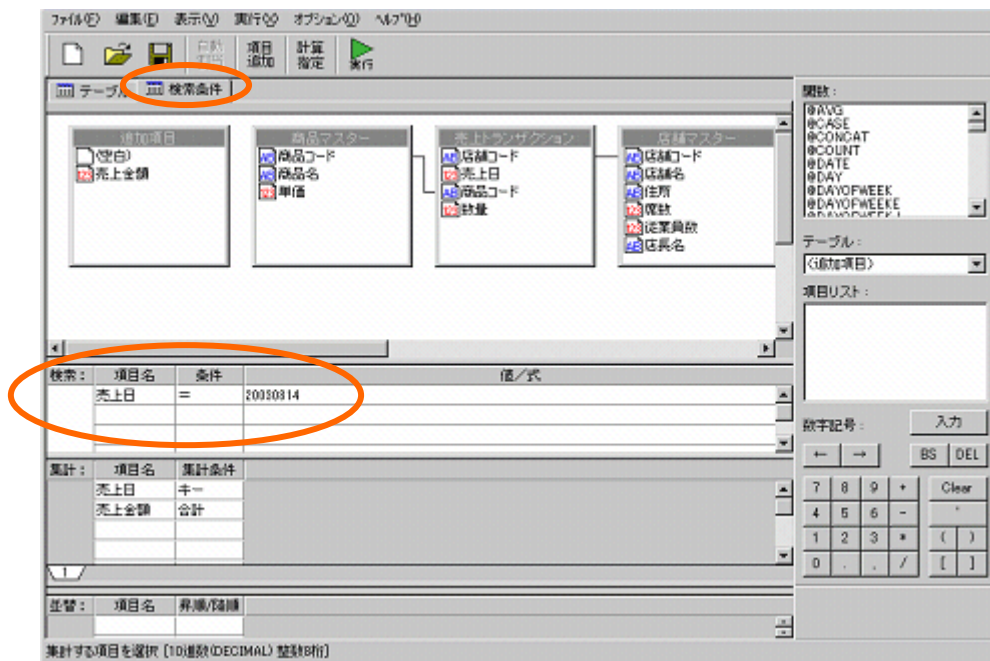 ファイル(F) 編集(E) 表示(V) 実行(X) オプション(O) ヘルプ(H)
項目追加 計算指定 実行
テーブル 検索条件
追加項目
(空白)
売上金額
商品マスター
商品コード
商品名
単価
売上トランザクション
店舗コード
売上日
商品コード
数量
店舗マスター
店舗コード
店舗名
住所
席数
従業員数
店長名
検索： 項目名 条件 値／式
売上日 = 20030814
集計： 項目名 集計条件
売上日 キー
売上金額 合計
1
並替： 項目名 昇順/降順
集計する項目を選択 [10進数(DECIMAL) 整数8桁]
関数：
@AVG
@CASE
@CONCAT
@COUNT
@DATE
@DAY
@DAYOFWEEK
@DAYOFWEEKE
テーブル：
(追加項目)
項目リスト：
数字記号： 入力
← → BS DEL
7 8 9 + Clear
4 5 6 - '
1 2 3 * ( )
0 . , / [ ]